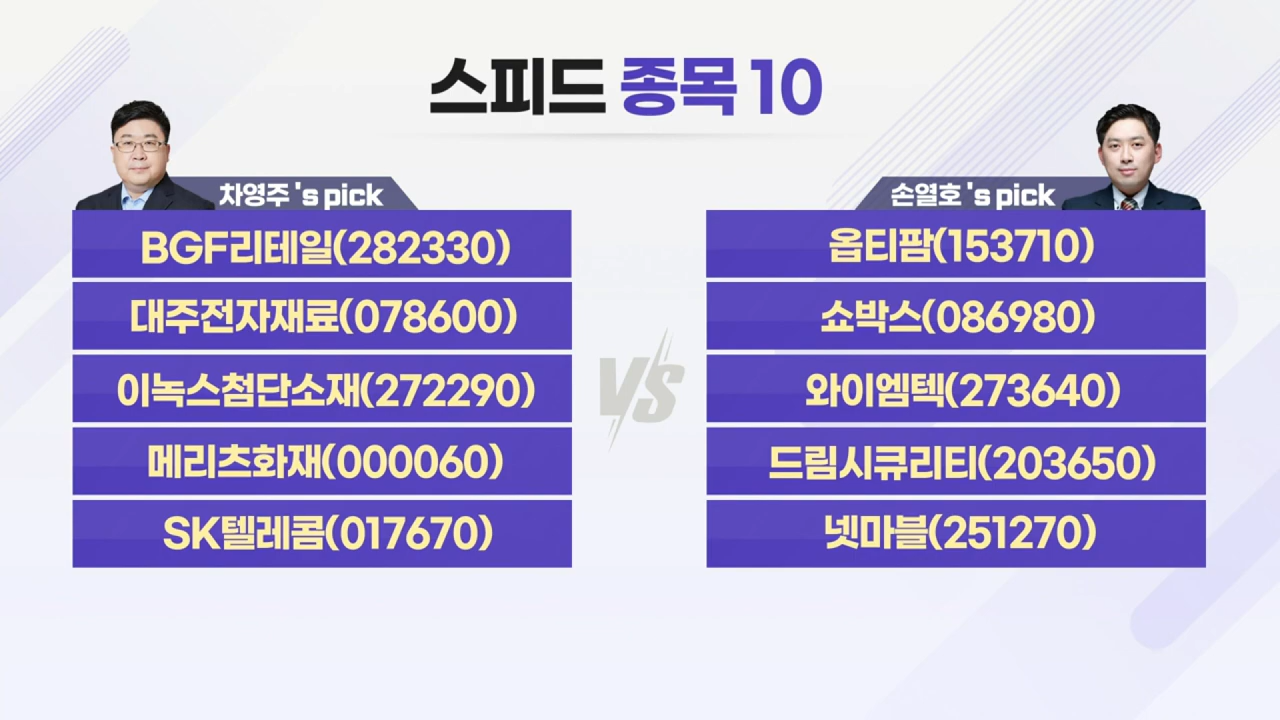 스피드 종목 10
차영주 's pick
BGF리테일(282330)
대주전자재료(078600)
이녹스첨단소재(272290)
메리츠화재(000060)
SK텔레콤(017670)
VS
손열호 's pick
옵티팜(153710)
쇼박스(086980)
와이엠텍(273640)
드림시큐리티(203650)
넷마블(251270)